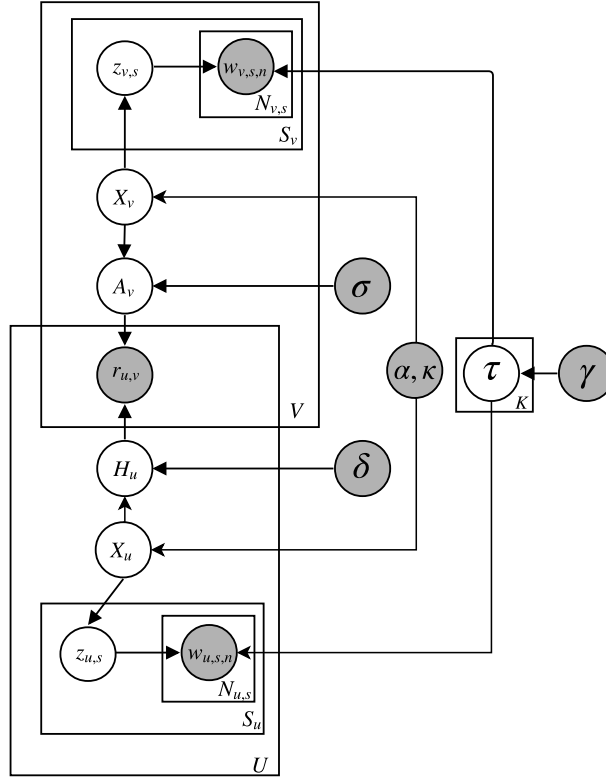 z_{v,s}
w_{v,s,n}
N_{v,s}
S_v
X_v
A_v
σ
r_{u,v}
α, κ
τ
γ
K
V
H_u
δ
X_u
z_{u,s}
w_{u,s,n}
N_{u,s}
S_u
U